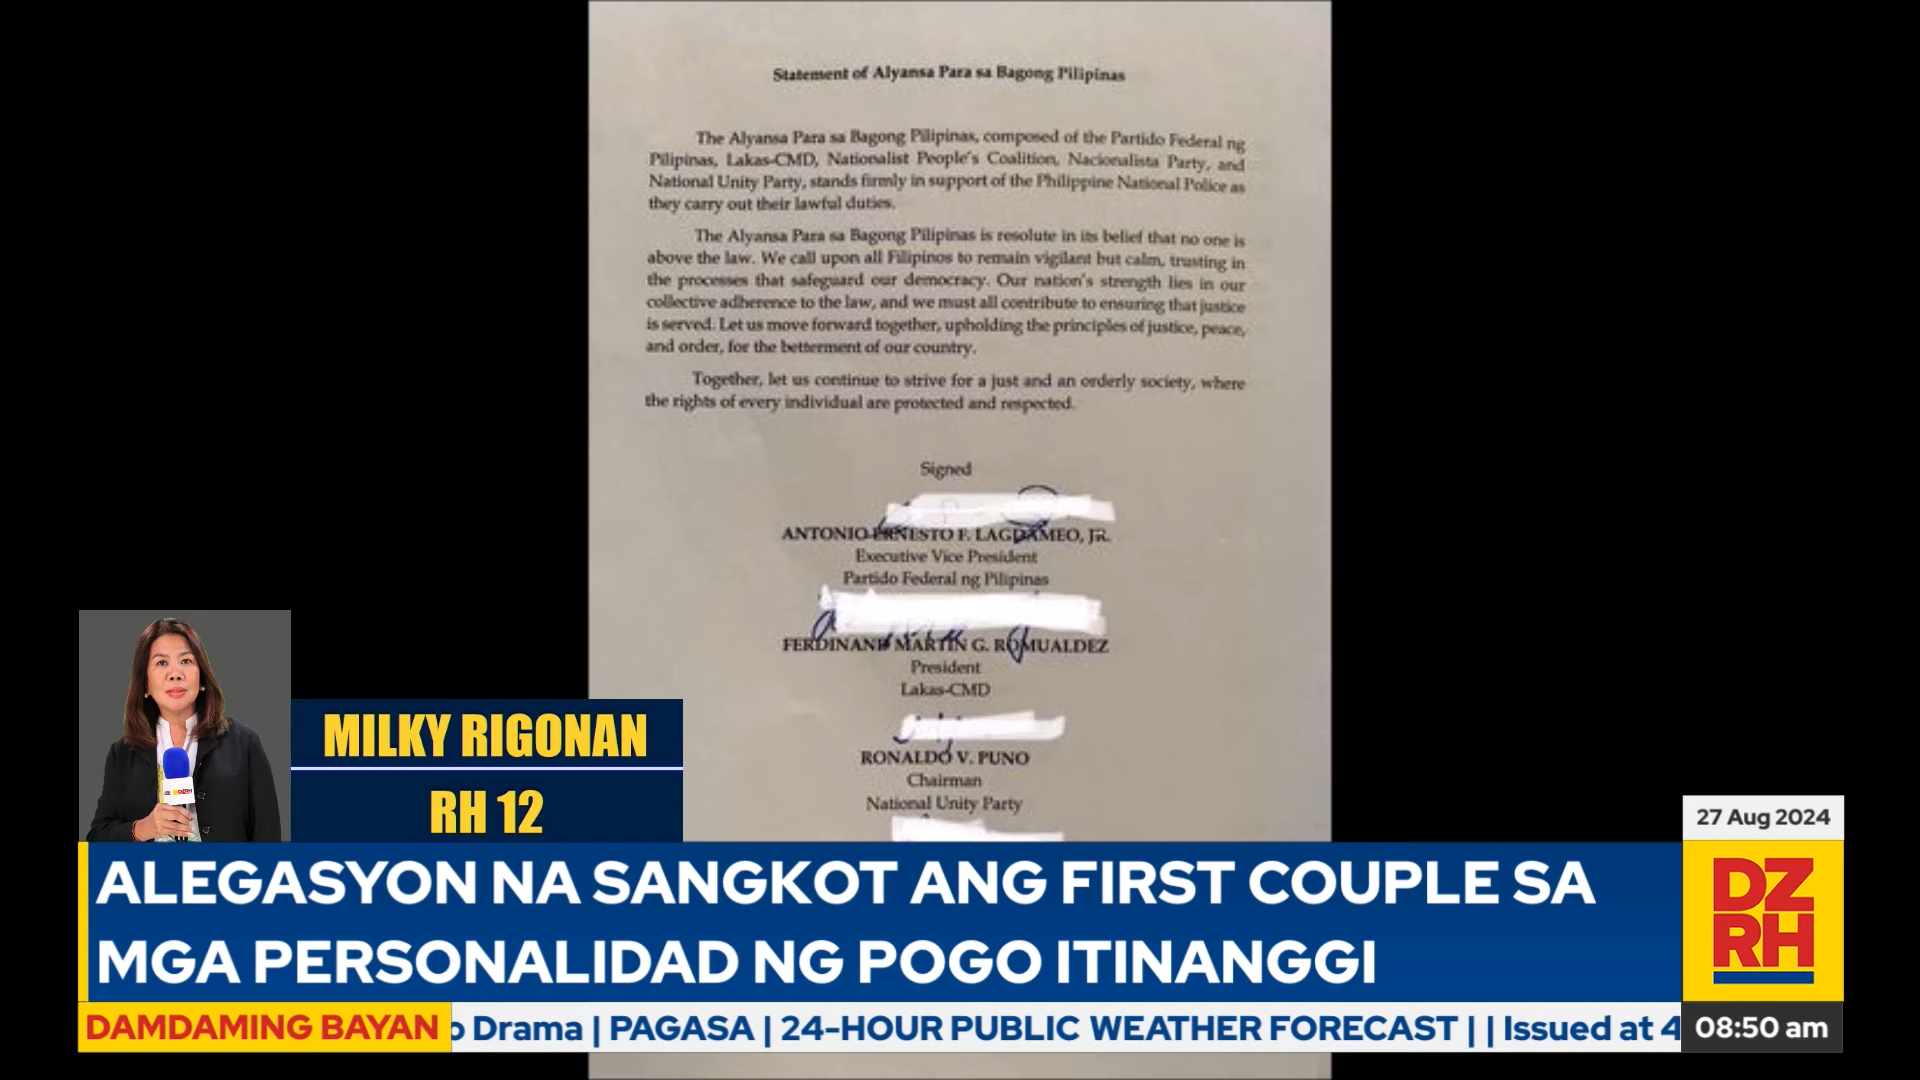 Statement of Alyansa Para sa Bagong Pilipinas
The Alyansa Para sa Bagong Pilipinas, composed of the Partido Federal ng
Pilipinas, Lakas-CMD, Nationalist People's Coalition, Nacionalista Party, and
National Unity Party, stands firmly in support of the Philippine National Police as
they carry out their lawful duties.
The Alyansa Para sa Bagong Pilipinas is resolute in its belief that no one is
above the law. We call upon all Filipinos to remain vigilant but calm, trusting in
the processes that safeguard our democracy. Our nation's strength lies in our
collective adherence to the law, and we must all contribute to ensuring that justice
is served. Let us move forward together, upholding the principles of justice, peace,
and order, for the betterment of our country.
Together, let us continue to strive for a just and an orderly society, where
the rights of every individual are protected and respected.
Signed
ANTONIO ERNESTO F. LAGDAMEO, JR.
Executive Vice President
Partido Federal ng Pilipinas
FERDINAND MARTIN G. ROMUALDEZ
President
Lakas-CMD
RONALDO V. PUNO
Chairman
National Unity Party
MILKY RIGONAN
RH 12
27 Aug 2024
ALEGASYON NA SANGKOT ANG FIRST COUPLE SA
MGA PERSONALIDAD NG POGO ITINANGGI
DZ
RH
DAMDAMING BAYAN
o Drama | PAGASA | 24-HOUR PUBLIC WEATHER FORECAST | | Issued at 4
08:50 am